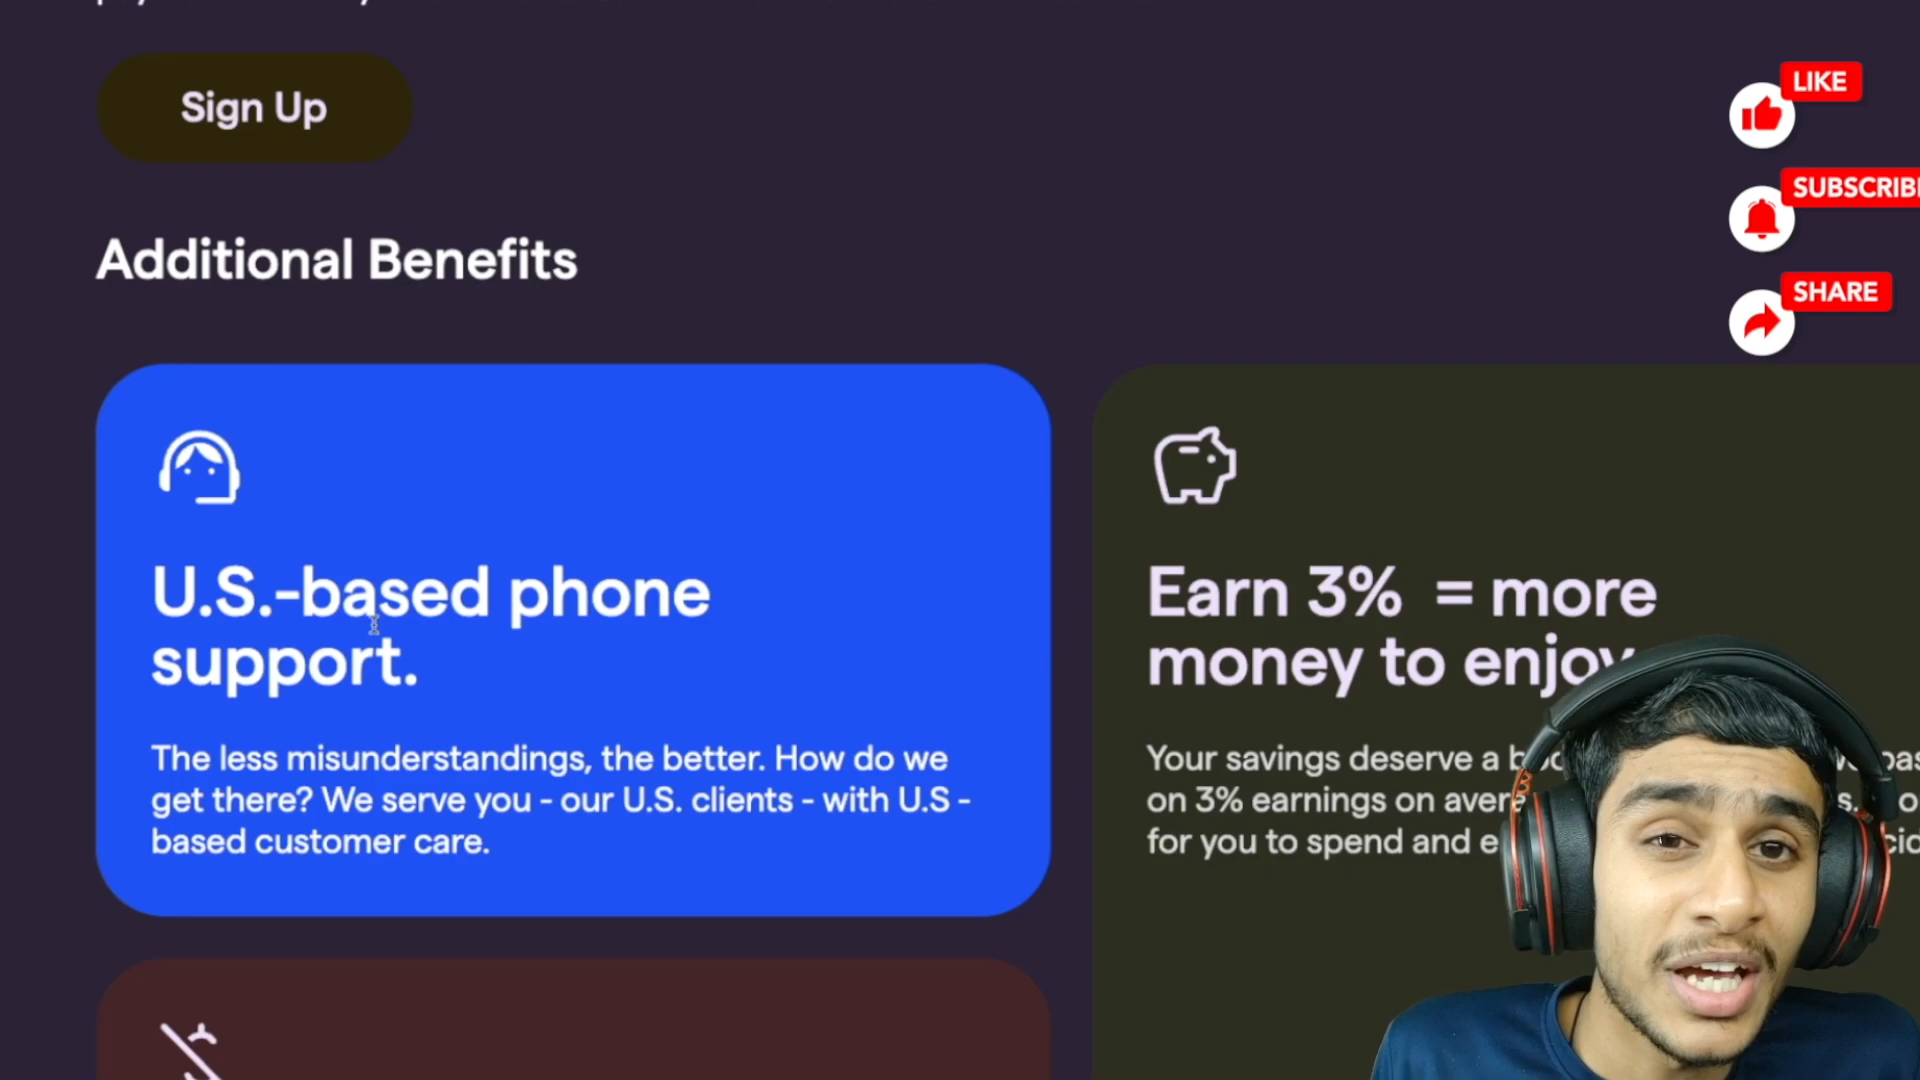 Sign Up
LIKE
SUBSCRIBE
SHARE
Additional Benefits
U.S.-based phone
support.
The less misunderstandings, the better. How do we
get there? We serve you - our U.S. clients - with U.S -
based customer care.
Earn 3% = more
money to enjoy
Your savings deserve a
on 3% earnings on
for you to spend and